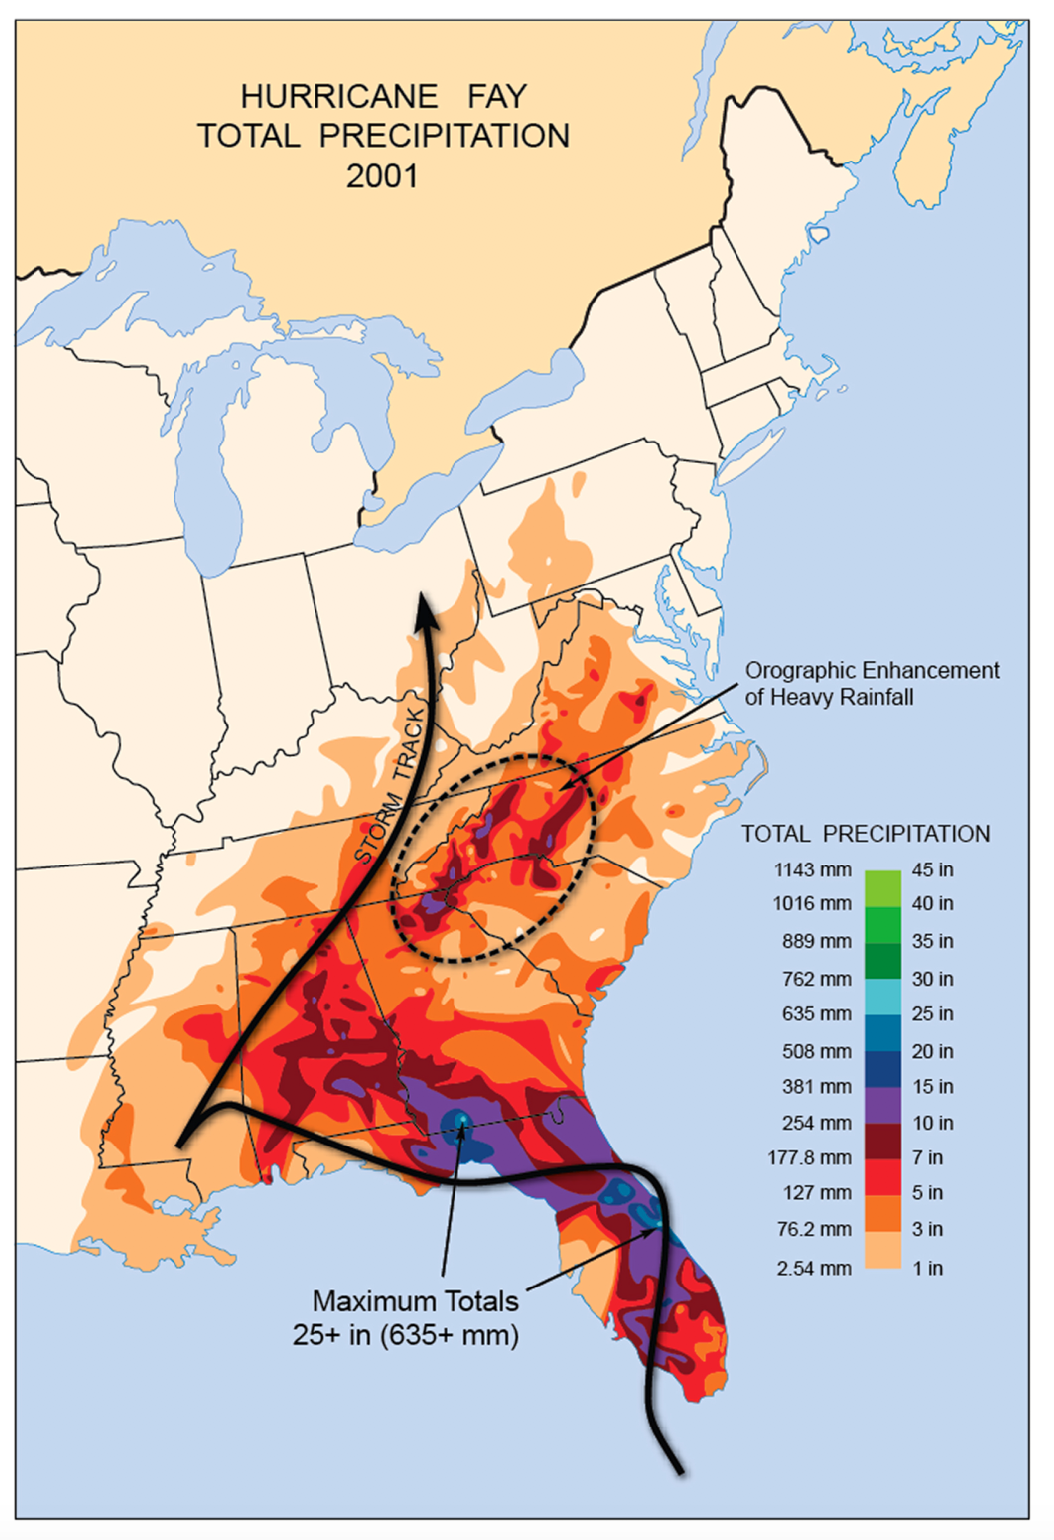 HURRICANE FAY
TOTAL PRECIPITATION
2001
Orographic Enhancement
of Heavy Rainfall
STORM TRACK
TOTAL PRECIPITATION
1143 mm 45 in
1016 mm 40 in
889 mm 35 in
762 mm 30 in
635 mm 25 in
508 mm 20 in
381 mm 15 in
254 mm 10 in
177.8 mm 7 in
127 mm 5 in
76.2 mm 3 in
2.54 mm 1 in
Maximum Totals
25+ in (635+ mm)